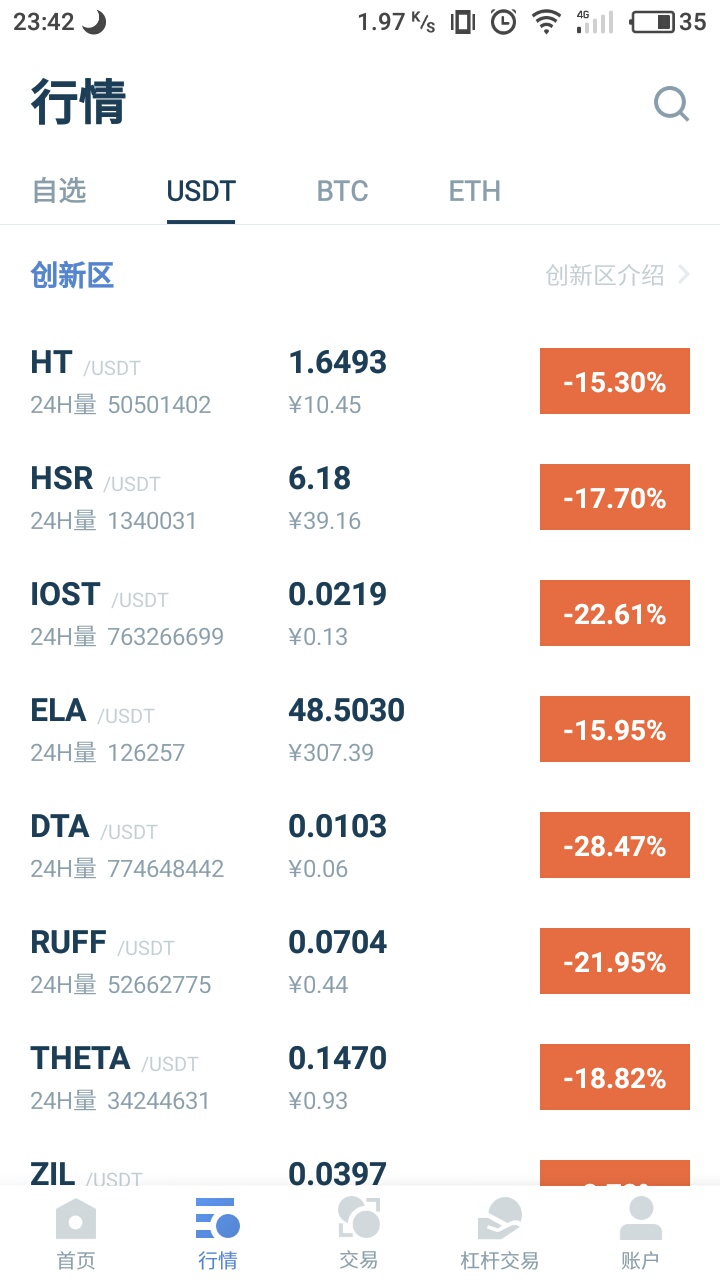 23:42 1.97 K/s 4G 35
行情
自选 USDT BTC ETH
创新区 创新区介绍
HT /USDT 1.6493 -15.30%
24H量 50501402 ¥10.45
HSR /USDT 6.18 -17.70%
24H量 1340031 ¥39.16
IOST /USDT 0.0219 -22.61%
24H量 763266699 ¥0.13
ELA /USDT 48.5030 -15.95%
24H量 126257 ¥307.39
DTA /USDT 0.0103 -28.47%
24H量 774648442 ¥0.06
RUFF /USDT 0.0704 -21.95%
24H量 52662775 ¥0.44
THETA /USDT 0.1470 -18.82%
24H量 34244631 ¥0.93
ZIL /USDT 0.0397
首页 行情 交易 杠杆交易 账户